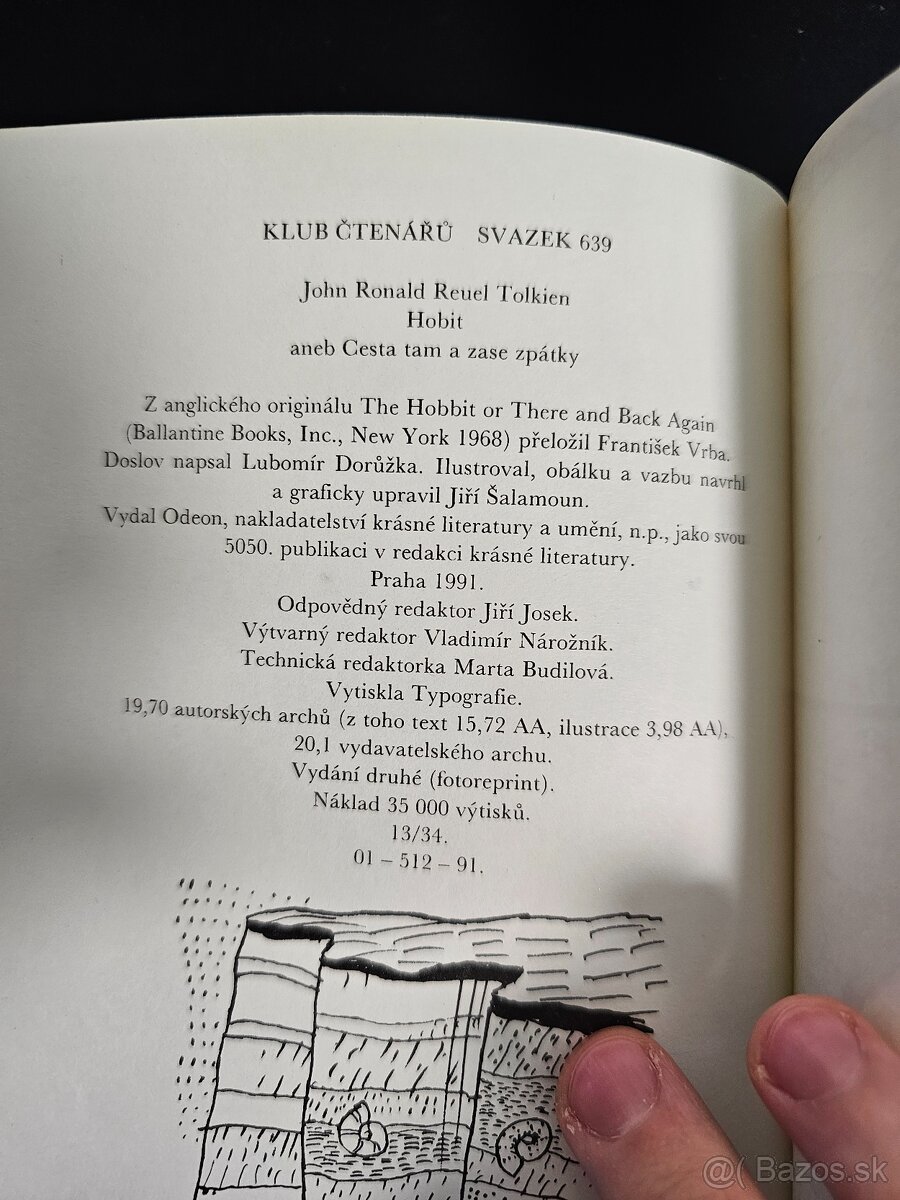 KLUB ČTENÁŘŮ SVAZEK 639
John Ronald Reuel Tolkien
Hobit
aneb Cesta tam a zase zpátky
Z anglického originálu The Hobbit or There and Back Again
(Ballantine Books, Inc., New York 1968) přeložil František Vrba.
Doslov napsal Lubomír Dorůžka. Ilustroval, obálku a vazbu navrhl
a graficky upravil Jiří Šalamoun.
Vydal Odeon, nakladatelství krásné literatury a umění, n.p., jako svou
5050. publikaci v redakci krásné literatury.
Praha 1991.
Odpovědný redaktor Jiří Josek.
Výtvarný redaktor Vladimír Nárožník.
Technická redaktorka Marta Budilová.
Vytiskla Typografie.
19,70 autorských archů (z toho text 15,72 AA, ilustrace 3,98 AA),
20,1 vydavatelského archu.
Vydání druhé (fotoreprint).
Náklad 35 000 výtisků.
13/34.
01 – 512 – 91.
@( Bazos.sk